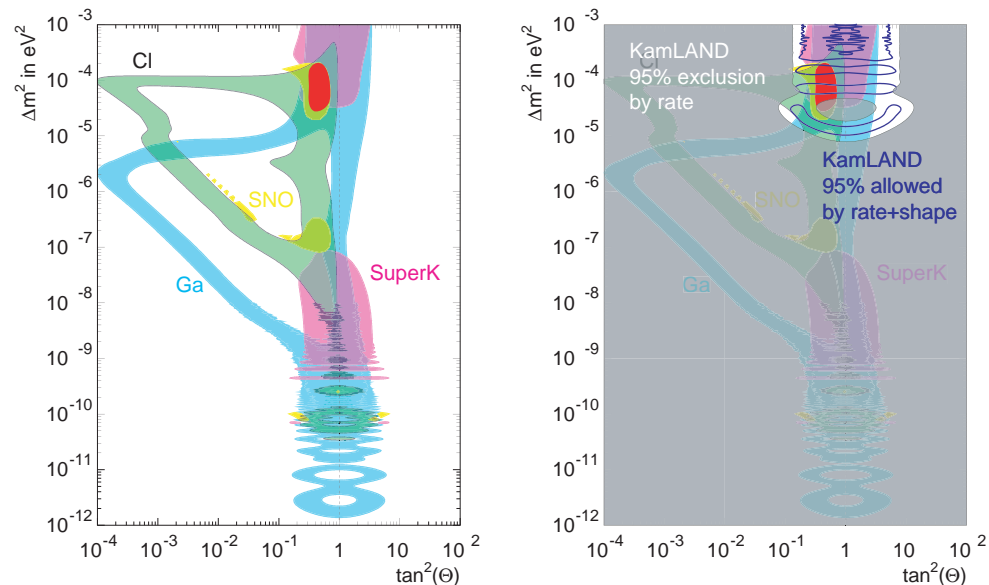 Δm² in eV²
10⁻³
10⁻⁴
10⁻⁵
10⁻⁶
10⁻⁷
10⁻⁸
10⁻⁹
10⁻¹⁰
10⁻¹¹
10⁻¹²
Cl
SNO
SuperK
Ga
10⁻⁴ 10⁻³ 10⁻² 10⁻¹ 1 10 10²
tan²(Θ)
Δm² in eV²
10⁻³
10⁻⁴
10⁻⁵
10⁻⁶
10⁻⁷
10⁻⁸
10⁻⁹
10⁻¹⁰
10⁻¹¹
10⁻¹²
KamLAND
95% exclusion
by rate
Cl
KamLAND
95% allowed
by rate+shape
SNO
SuperK
Ga
10⁻⁴ 10⁻³ 10⁻² 10⁻¹ 1 10 10²
tan²(Θ)